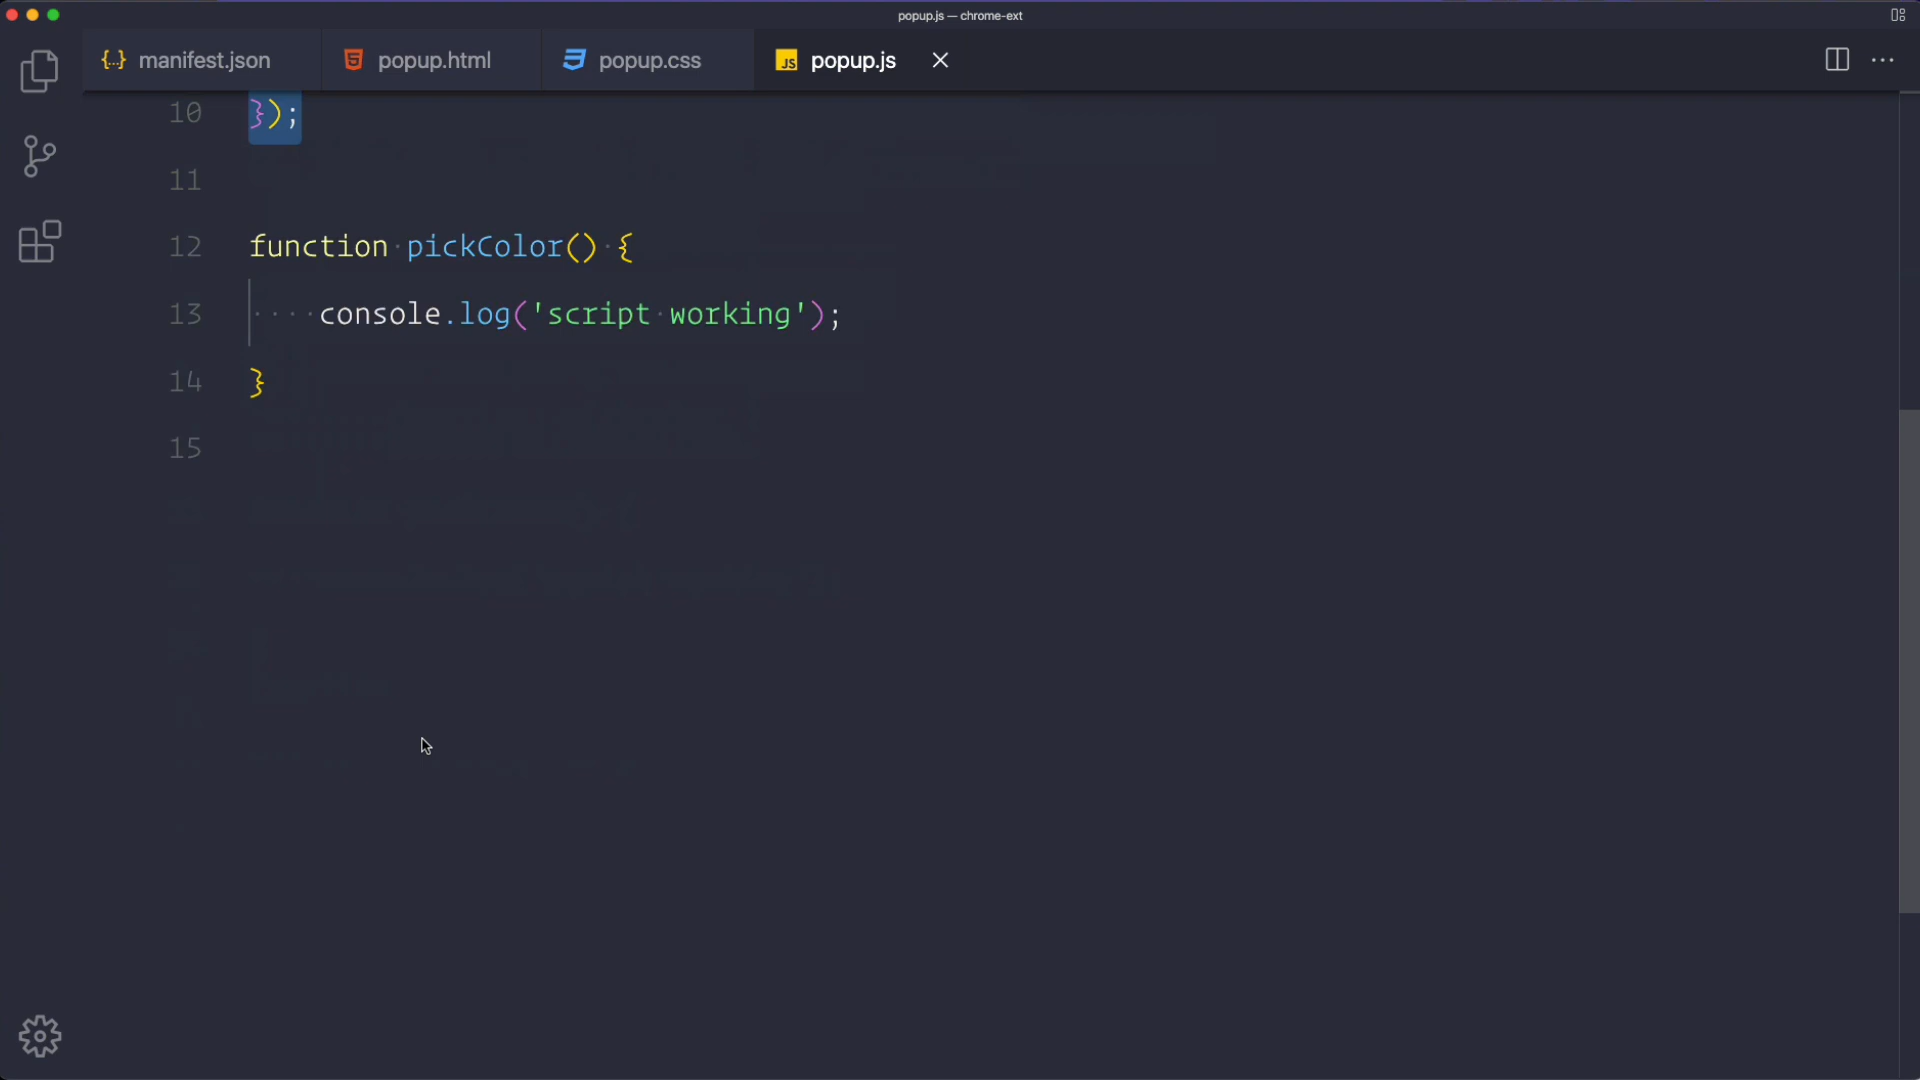 popup.js — chrome-ext
{..} manifest.json popup.html popup.css JS popup.js
10 });
11
12 function pickColor() {
13 console.log('script working');
14 }
15